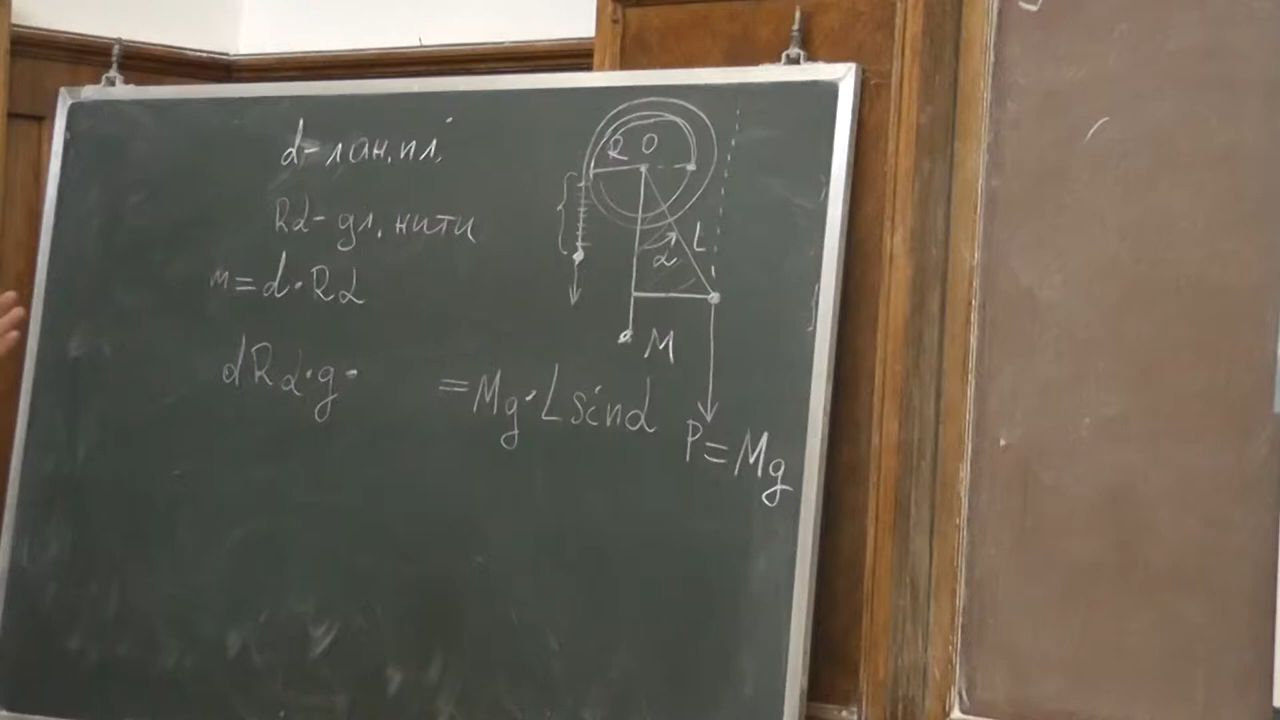 d - лин. пл.
Rα - дл. нити
m = d · Rα
dRα · g · = Mg · L sinα
R O
L
α
M
P = Mg